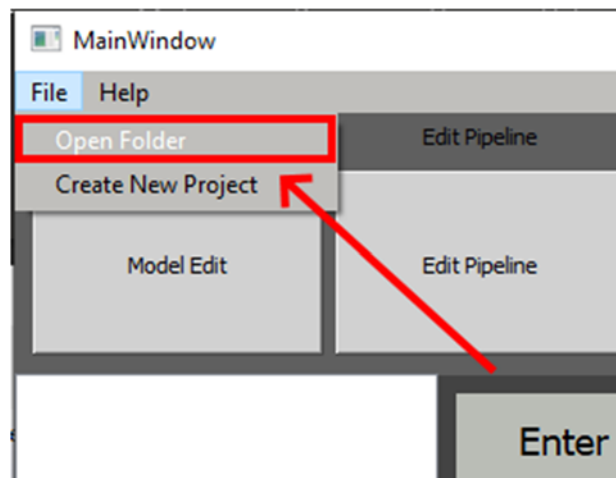 MainWindow
File Help
Open Folder
Edit Pipeline
Create New Project
Model Edit
Edit Pipeline
Enter